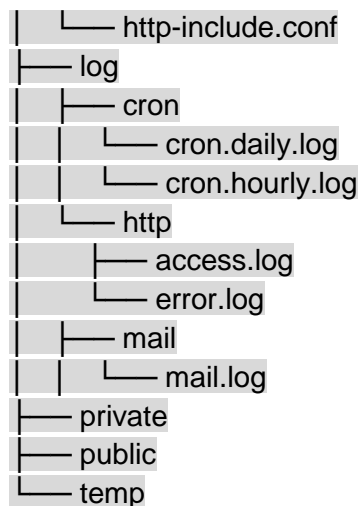 │   └── http-include.conf
├── log
│   ├── cron
│   │   └── cron.daily.log
│   │   └── cron.hourly.log
│   └── http
│       ├── access.log
│       └── error.log
│   ├── mail
│   │   └── mail.log
├── private
├── public
└── temp